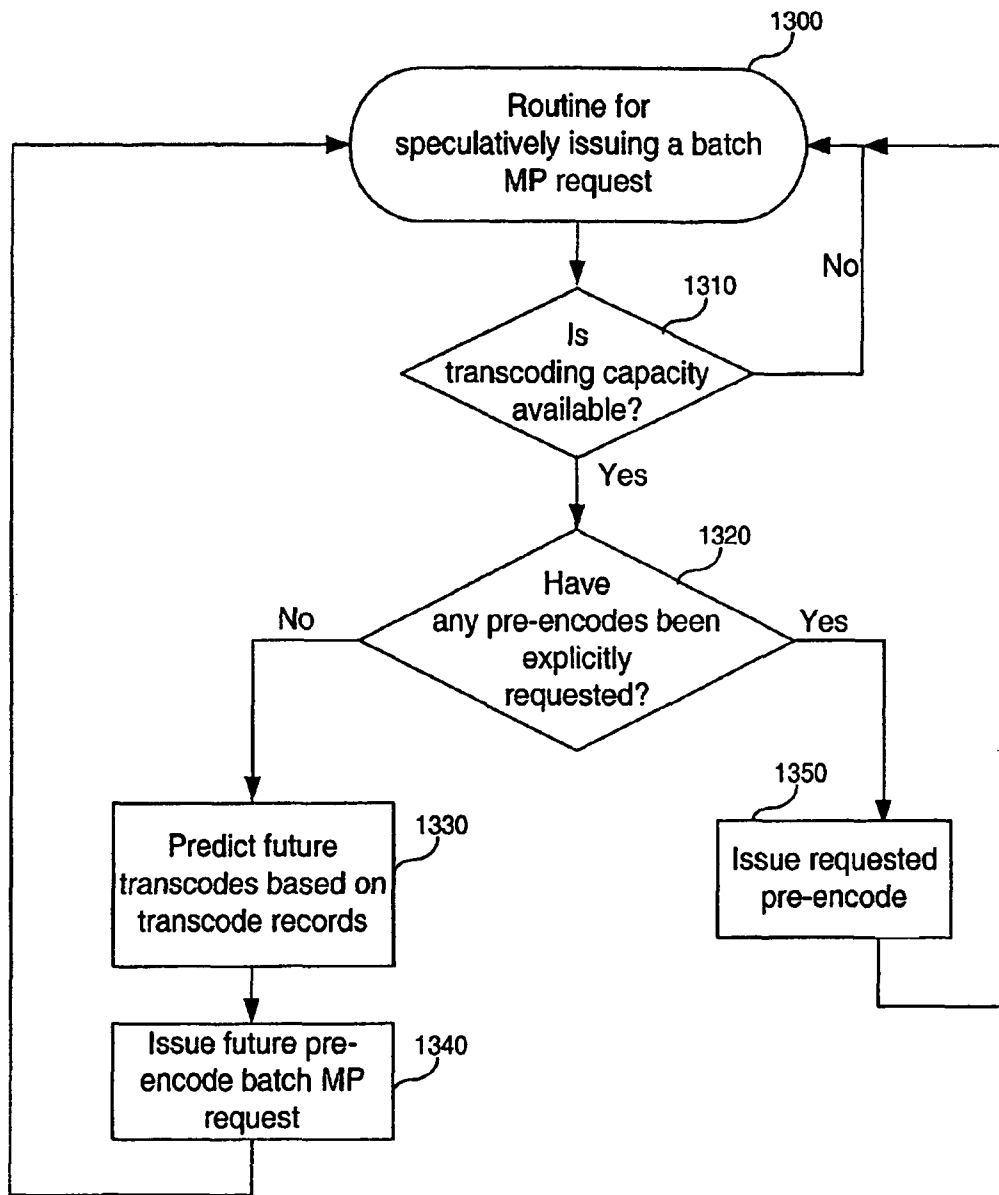 1300
Routine for
speculatively issuing a batch
MP request
No
1310
Is
transcoding capacity
available?
Yes
1320
Have
any pre-encodes been
explicitly
requested?
No
Yes
1330
Predict future
transcodes based on
transcode records
1350
Issue requested
pre-encode
1340
Issue future pre-
encode batch MP
request